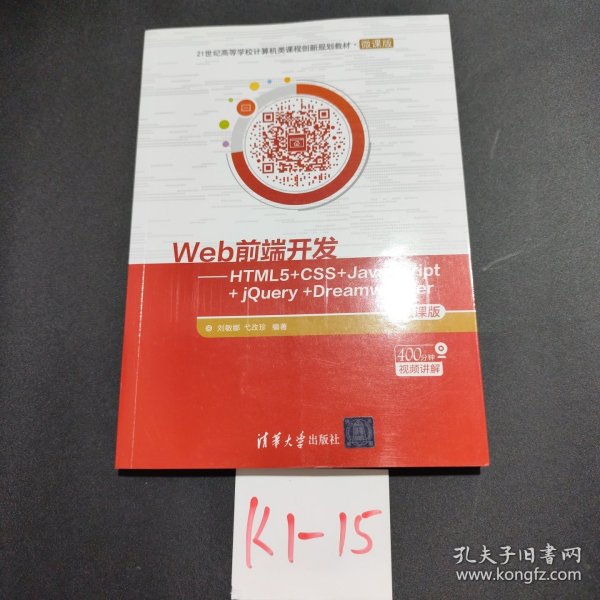 21世纪高等学校计算机类课程创新规划教材·微课版
Web前端开发
——HTML5+CSS+JavaScript
+ jQuery +Dreamweaver
微课版
刘敏娜 弋改珍 编著
400分钟
视频讲解
清华大学出版社
K1-15
孔夫子旧书网
www.kongfz.com